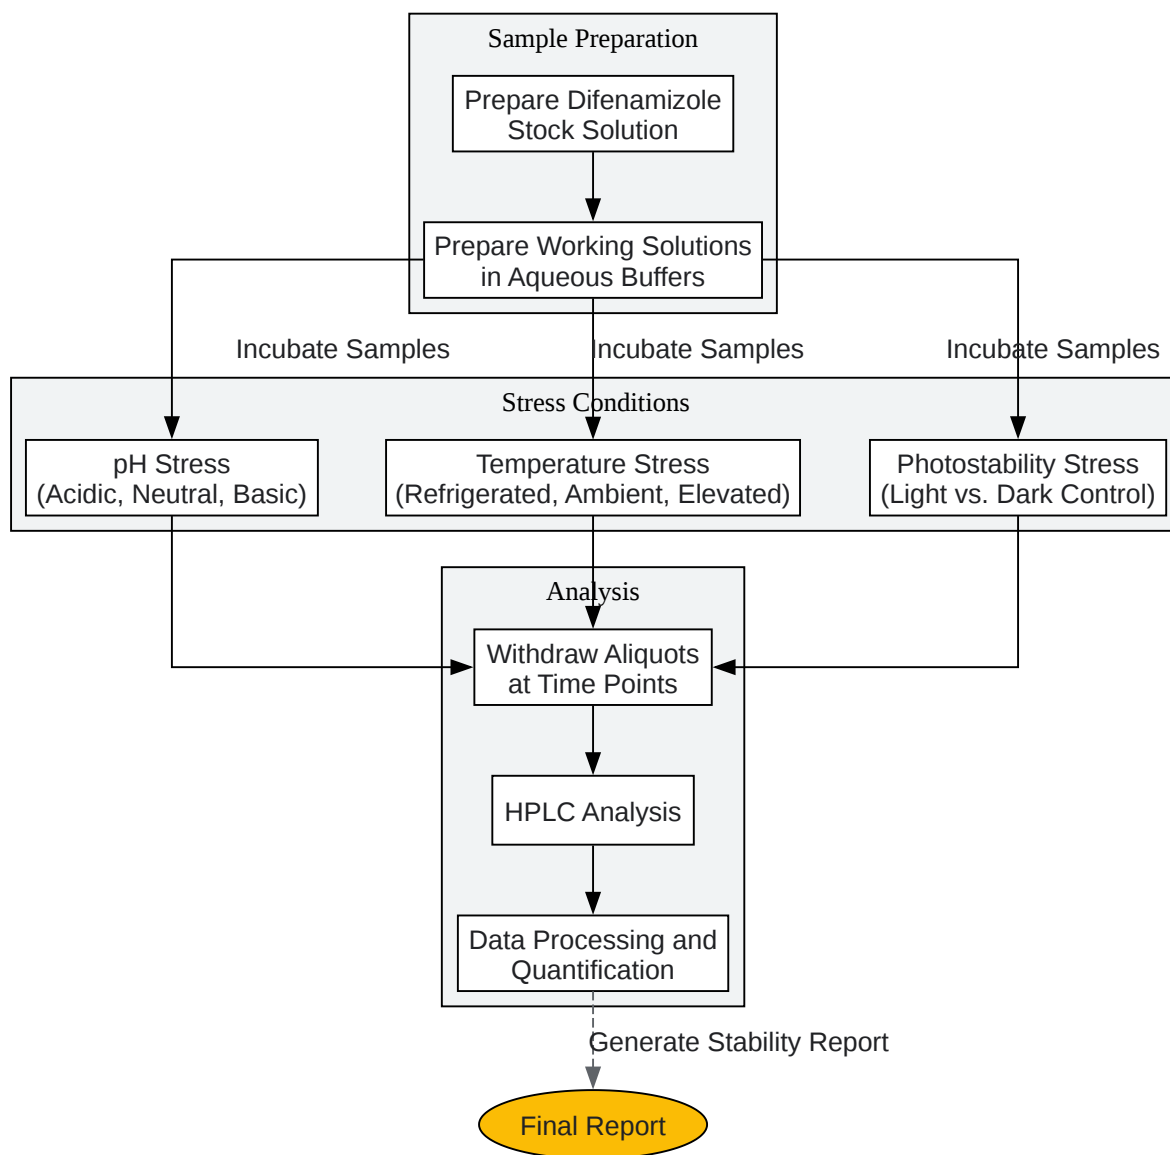 Sample Preparation
Prepare Difenamizole
Stock Solution
Prepare Working Solutions
in Aqueous Buffers
Incubate Samples
Incubate Samples
Incubate Samples
Stress Conditions
pH Stress
(Acidic, Neutral, Basic)
Temperature Stress
(Refrigerated, Ambient, Elevated)
Photostability Stress
(Light vs. Dark Control)
Analysis
Withdraw Aliquots
at Time Points
HPLC Analysis
Data Processing and
Quantification
Generate Stability Report
Final Report